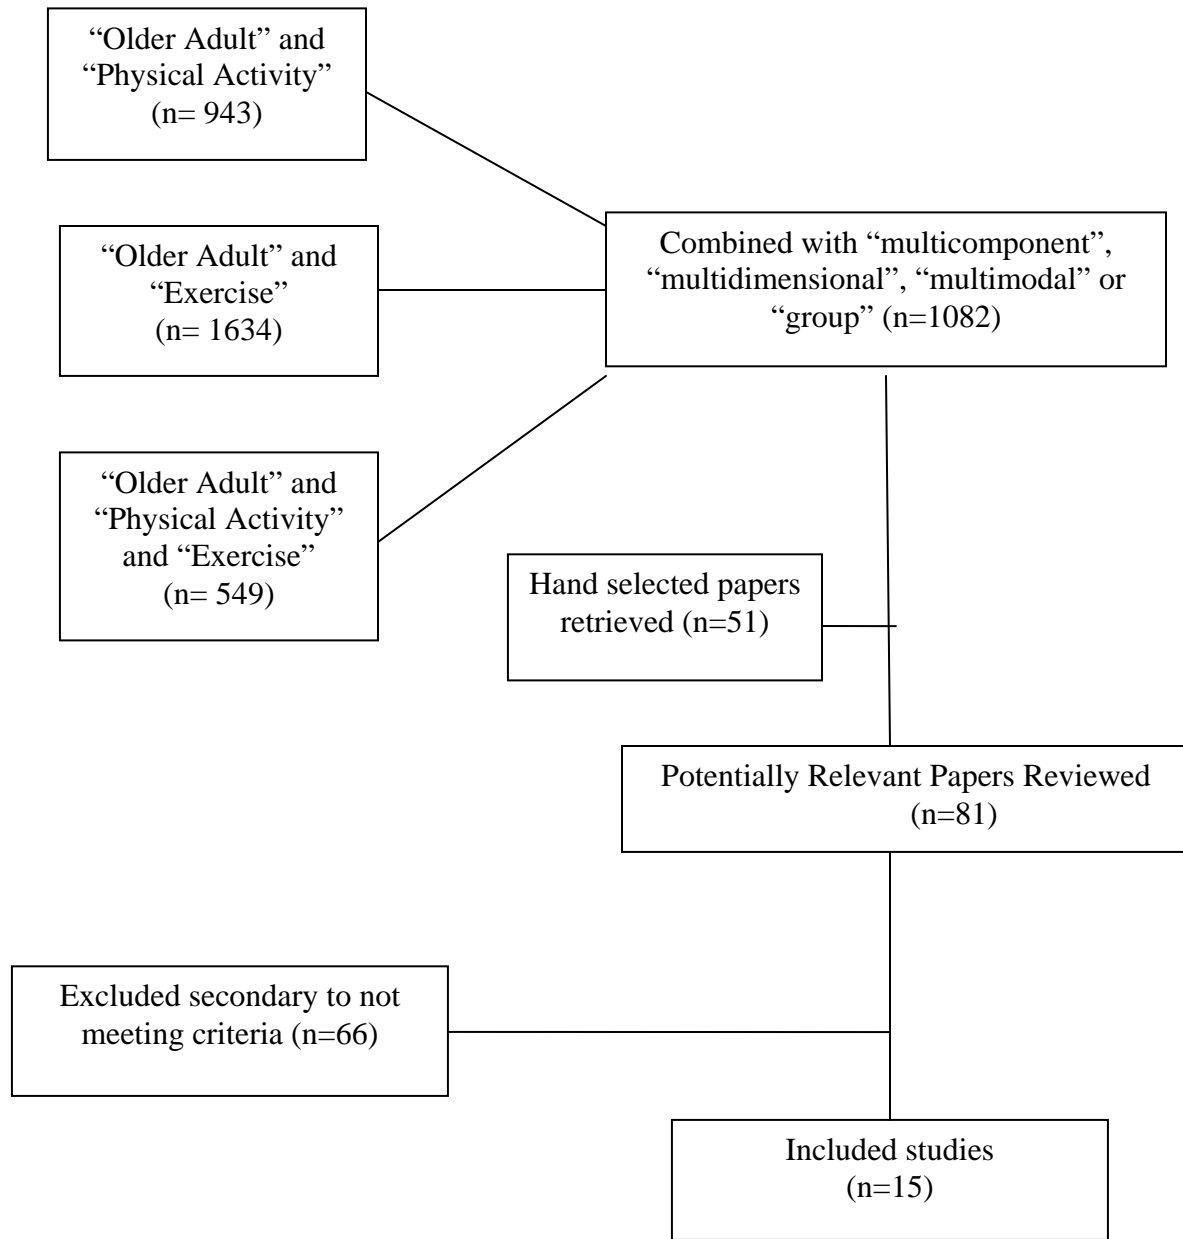 “Older Adult” and
“Physical Activity”
(n= 943)
“Older Adult” and
“Exercise”
(n= 1634)
Combined with “multicomponent”,
“multidimensional”, “multimodal” or
“group” (n=1082)
“Older Adult” and
“Physical Activity”
and “Exercise”
(n= 549)
Hand selected papers
retrieved (n=51)
Potentially Relevant Papers Reviewed
(n=81)
Excluded secondary to not
meeting criteria (n=66)
Included studies
(n=15)